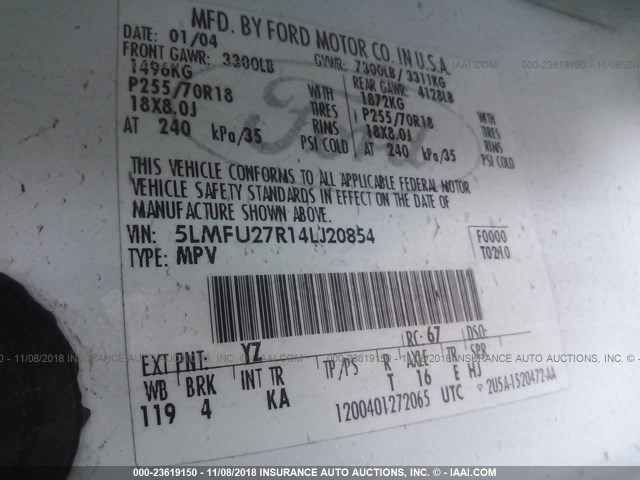 MFD. BY FORD MOTOR CO. IN U.S.A.
DATE: 01/04 GVWR: 7300LB/3311KG
FRONT GAWR: 3300LB REAR GAWR: 4128LB
1496KG 1872KG
P255/70R18 WITH P255/70R18 WITH
18X8.0J TIRES 18X8.0J TIRES
RIMS RIMS
AT 240 kPa/35 PSI COLD AT 240 kPa/35 PSI COLD
Ford
THIS VEHICLE CONFORMS TO ALL APPLICABLE FEDERAL MOTOR
VEHICLE SAFETY STANDARDS IN EFFECT ON THE DATE OF
MANUFACTURE SHOWN ABOVE.
VIN: 5LMFU27R14LJ20854 F0000
TYPE: MPV T0210
EXT PNT: YZ RC: 67 DSO:
WB BRK INT TR TP/PS R AXLE TR SPR
119 4 KA T 16 E HJ
1200401272065 UTC 2U5A-1520472-AA
000-23619150 - 11/08/2018 INSURANCE AUTO AUCTIONS, INC. - © IAAI.COM